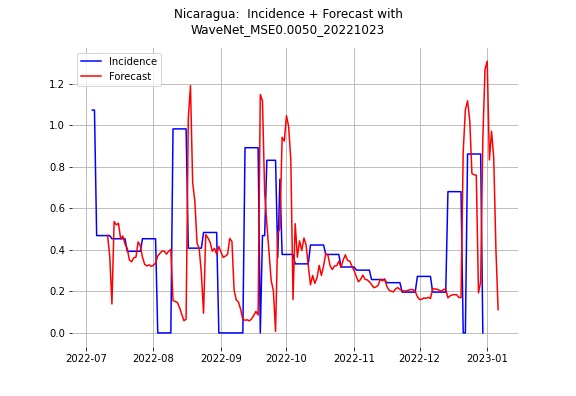 Nicaragua:  Incidence + Forecast with
WaveNet_MSE0.0050_20221023
Incidence
Forecast
1.2
1.0
0.8
0.6
0.4
0.2
0.0
2022-07 2022-08 2022-09 2022-10 2022-11 2022-12 2023-01